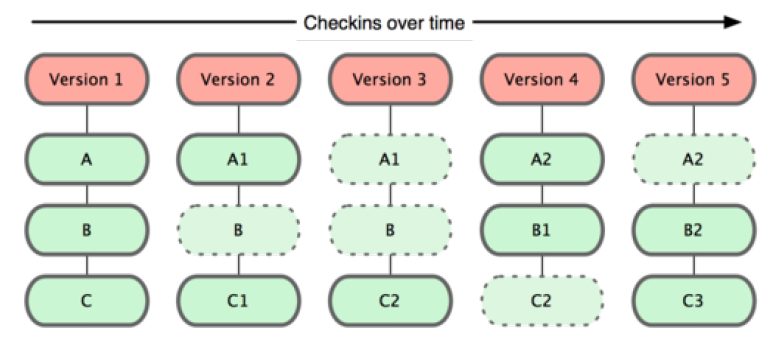 Checkins over time
Version 1 Version 2 Version 3 Version 4 Version 5
A A1 A1 A2 A2
B B B B1 B2
C C1 C2 C2 C3